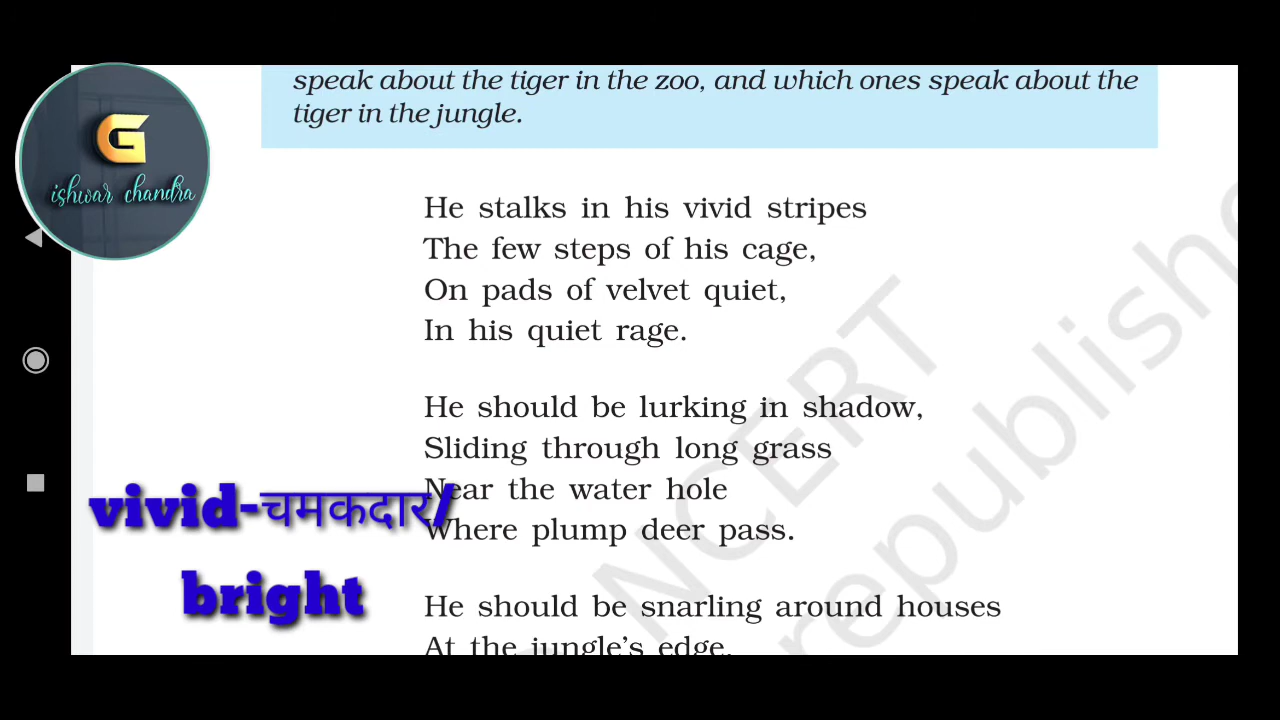 speak about the tiger in the zoo, and which ones speak about the
tiger in the jungle.
G
ishwar chandra
He stalks in his vivid stripes
The few steps of his cage,
On pads of velvet quiet,
In his quiet rage.
He should be lurking in shadow,
Sliding through long grass
Near the water hole
Where plump deer pass.
vivid-चमकदार/
bright
He should be snarling around houses
At the jungle's edge,
NCERT
republishe